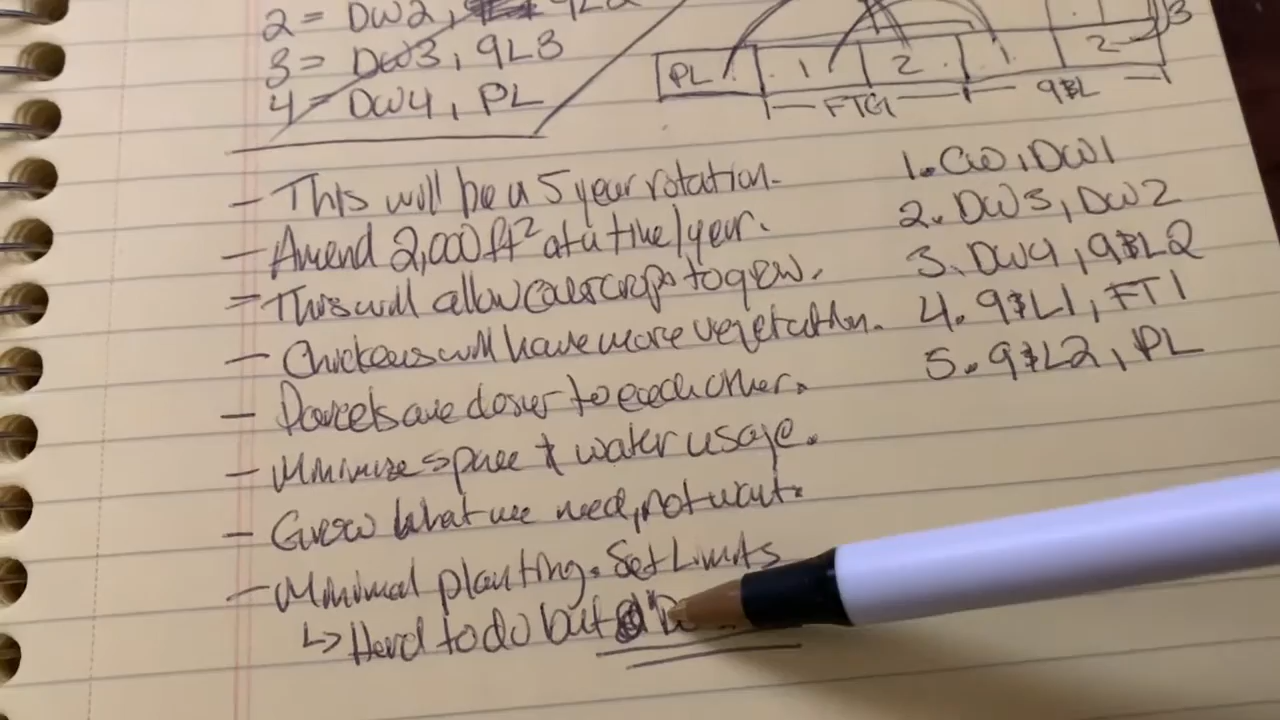 2 = DW2, 9L2
3 = DW3, 9L3
4 = DW4, PL
PL 1 2 1 2 3
FTG 9BL
- This will be a 5 year rotation.
- Amend 2,000 ft² at a time/year.
- This will allow crops to grow.
- Chickens will have more vegetation.
- Parcels are closer to each other.
- Minimize space & water usage.
- Grow what we need, not want.
- Minimal planting. Set Limits
↳ Hard to do but
1. CW, DW1
2. DW3, DW2
3. DW4, 9BL2
4. 9BL1, FT1
5. 9BL2, PL